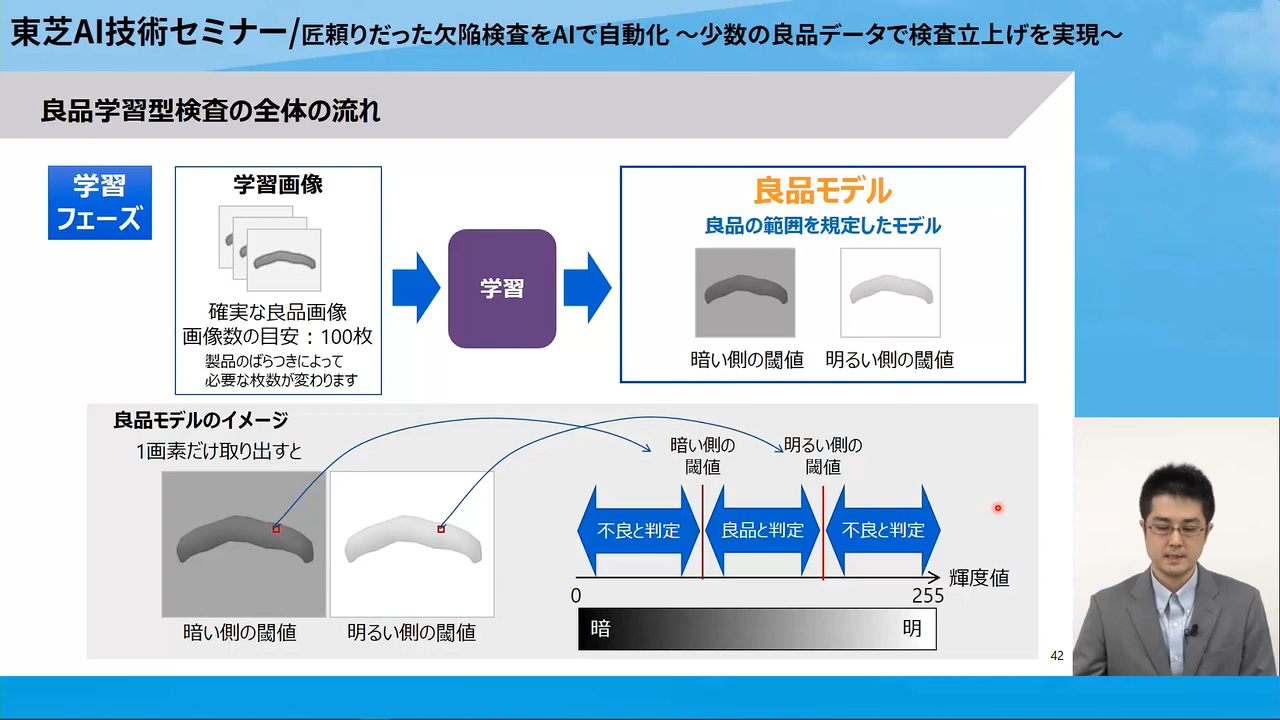 東芝AI技術セミナー/匠頼りだった欠陥検査をAIで自動化 ～少数の良品データで検査立上げを実現～
良品学習型検査の全体の流れ
学習
フェーズ
学習画像
確実な良品画像
画像数の目安：100枚
製品のばらつきによって
必要な枚数が変わります
学習
良品モデル
良品の範囲を規定したモデル
暗い側の閾値
明るい側の閾値
良品モデルのイメージ
1画素だけ取り出すと
暗い側の閾値
明るい側の閾値
暗い側の
閾値
明るい側の
閾値
不良と判定
良品と判定
不良と判定
輝度値
0
255
暗
明
42